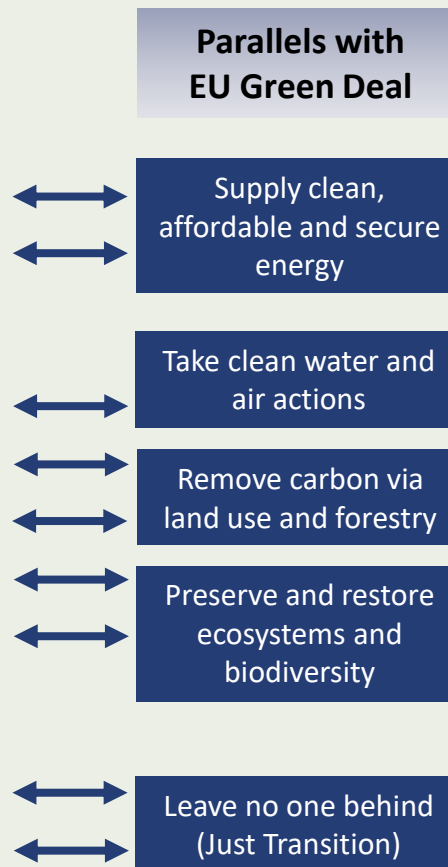 Parallels with
EU Green Deal
Supply clean,
affordable and secure
energy
Take clean water and
air actions
Remove carbon via
land use and forestry
Preserve and restore
ecosystems and
biodiversity
Leave no one behind
(Just Transition)